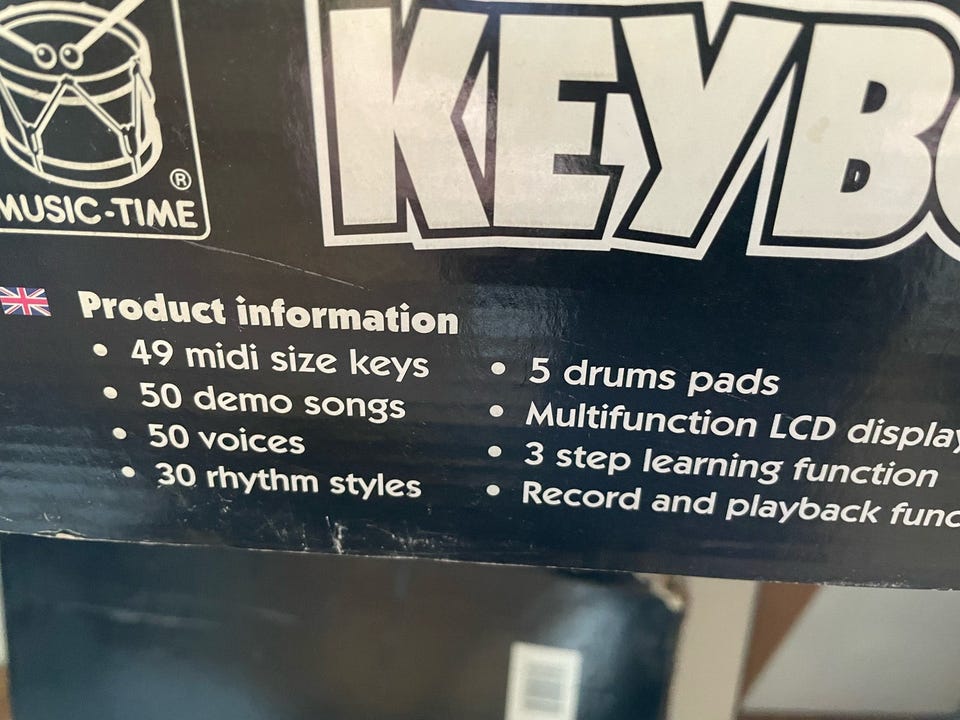 KEYB
®
MUSIC-TIME
Product information
• 49 midi size keys
• 50 demo songs
• 50 voices
• 30 rhythm styles
• 5 drums pads
• Multifunction LCD display
• 3 step learning function
• Record and playback func